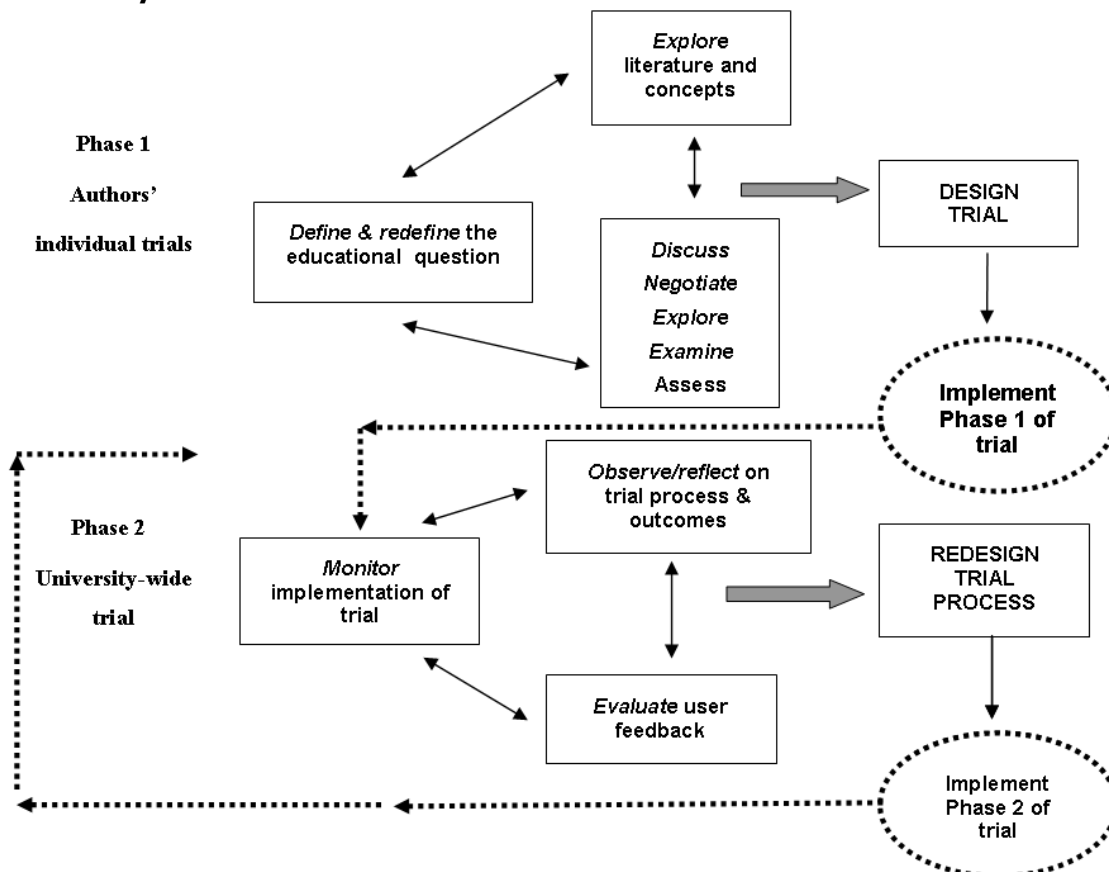 Explore
literature and
concepts
Phase 1
Authors’
individual trials
Define & redefine the
educational question
Discuss
Negotiate
Explore
Examine
Assess
DESIGN
TRIAL
Implement
Phase 1 of
trial
Phase 2
University-wide
trial
Monitor
implementation of
trial
Observe/reflect on
trial process &
outcomes
Evaluate user
feedback
REDESIGN
TRIAL
PROCESS
Implement
Phase 2 of
trial